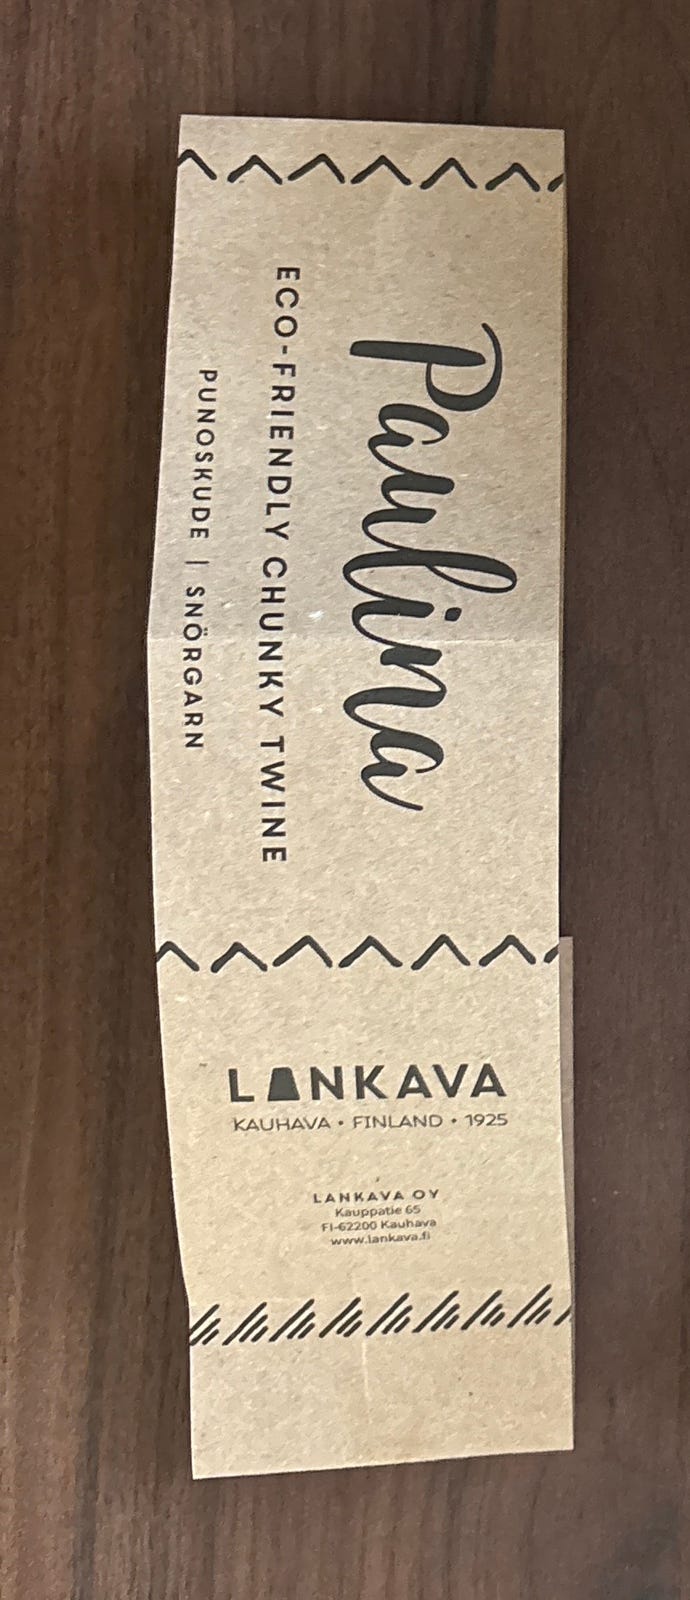 Paulina
ECO-FRIENDLY CHUNKY TWINE
PUNOSKUDE | SNÖRGARN
LANKAVA
KAUHAVA • FINLAND • 1925
LANKAVA OY
Kauppatie 65
FI-62200 Kauhava
www.lankava.fi